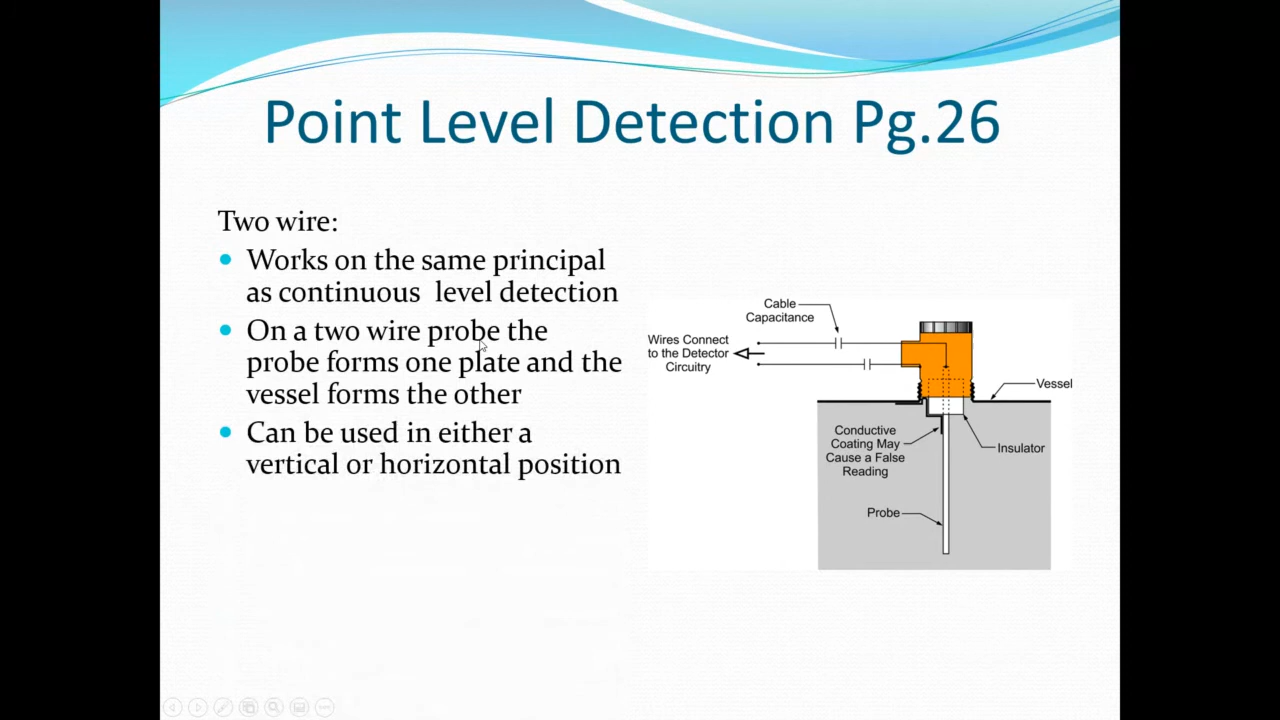 Point Level Detection Pg.26
Two wire:
Works on the same principal
as continuous level detection
On a two wire probe the
probe forms one plate and the
vessel forms the other
Can be used in either a
vertical or horizontal position
Cable
Capacitance
Wires Connect
to the Detector
Circuitry
Vessel
Conductive
Coating May
Cause a False
Reading
Insulator
Probe